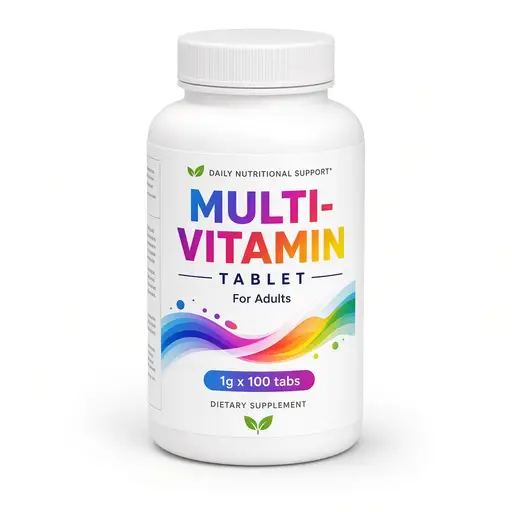 DAILY NUTRITIONAL SUPPORT*
MULTI-
VITAMIN
TABLET
For Adults
1g x 100 tabs
DIETARY SUPPLEMENT